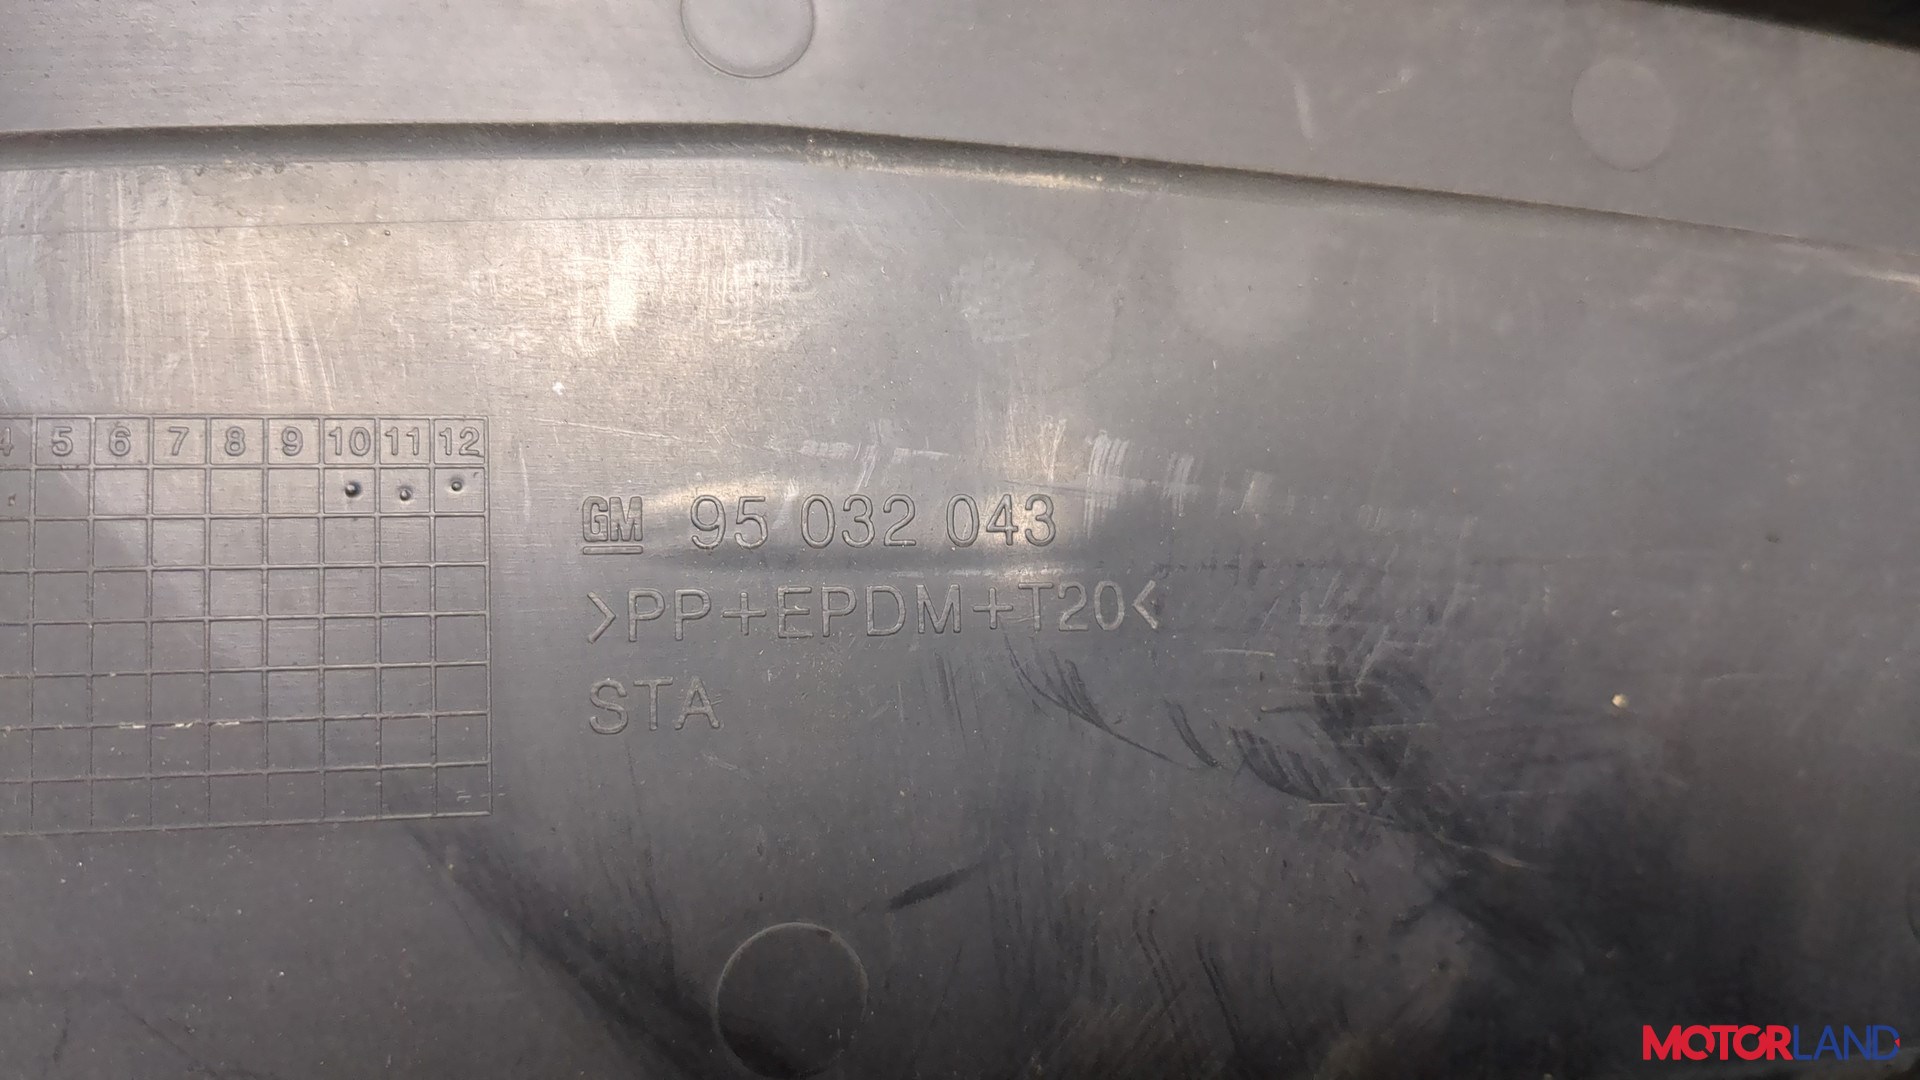 4 5 6 7 8 9 10 11 12
GM 95 032 043
>PP+EPDM+T20<
STA
MOTORLAND